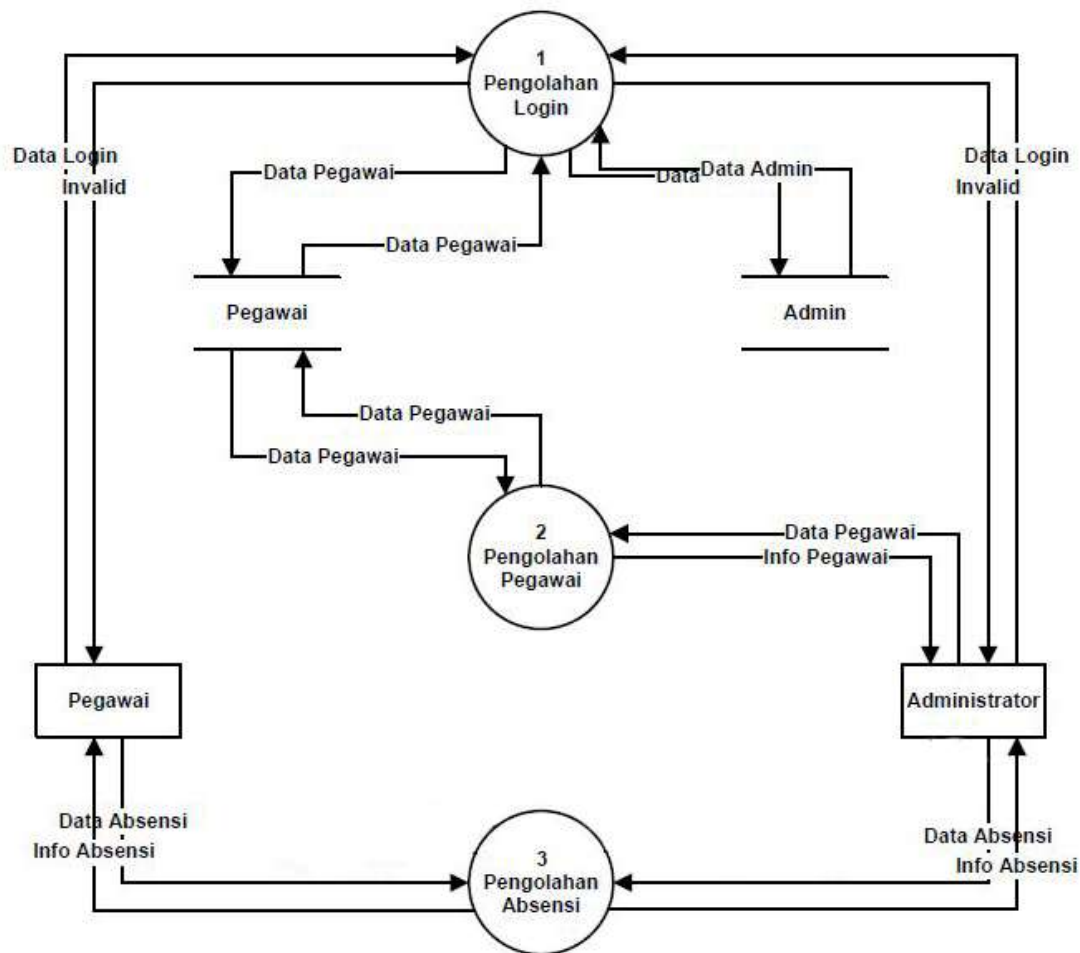 1
Pengolahan
Login
Data Login
Invalid
Data Login
Invalid
Data Pegawai
Data
Data Admin
Data Pegawai
Pegawai
Admin
Data Pegawai
Data Pegawai
2
Pengolahan
Pegawai
Data Pegawai
Info Pegawai
Pegawai
Administrator
Data Absensi
Info Absensi
Data Absensi
Info Absensi
3
Pengolahan
Absensi